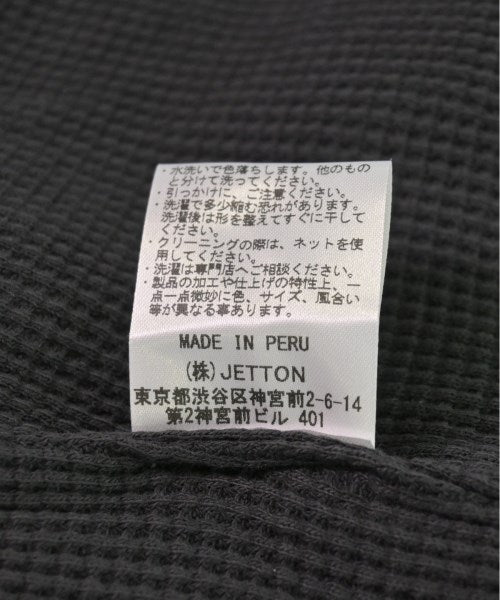 ・水洗いで色落ちします。他のもの
と分けて洗ってください。
・引っかけに、ご注意ください。
・洗濯で多少縮む恐れがあります。
洗濯後は形を整えてすぐに干して
ください。
・クリーニングの際は、ネットを使
用してください。
・洗濯は専門店へご相談ください。
・製品の加工や仕上げの特性上、一
点一点微妙に色、サイズ、風合い
等が異なる事あります。
MADE IN PERU
(株)JETTON
東京都渋谷区神宮前2-6-14
第2神宮前ビル 401